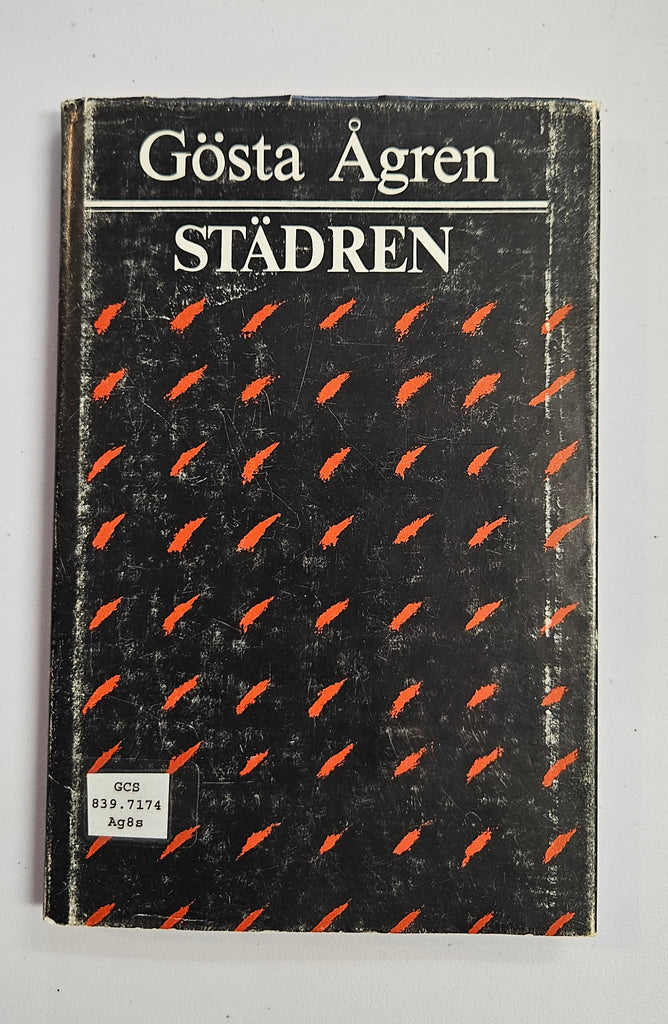 Gösta Ågren
STÄDREN
GCS
839.7174
Ag8s